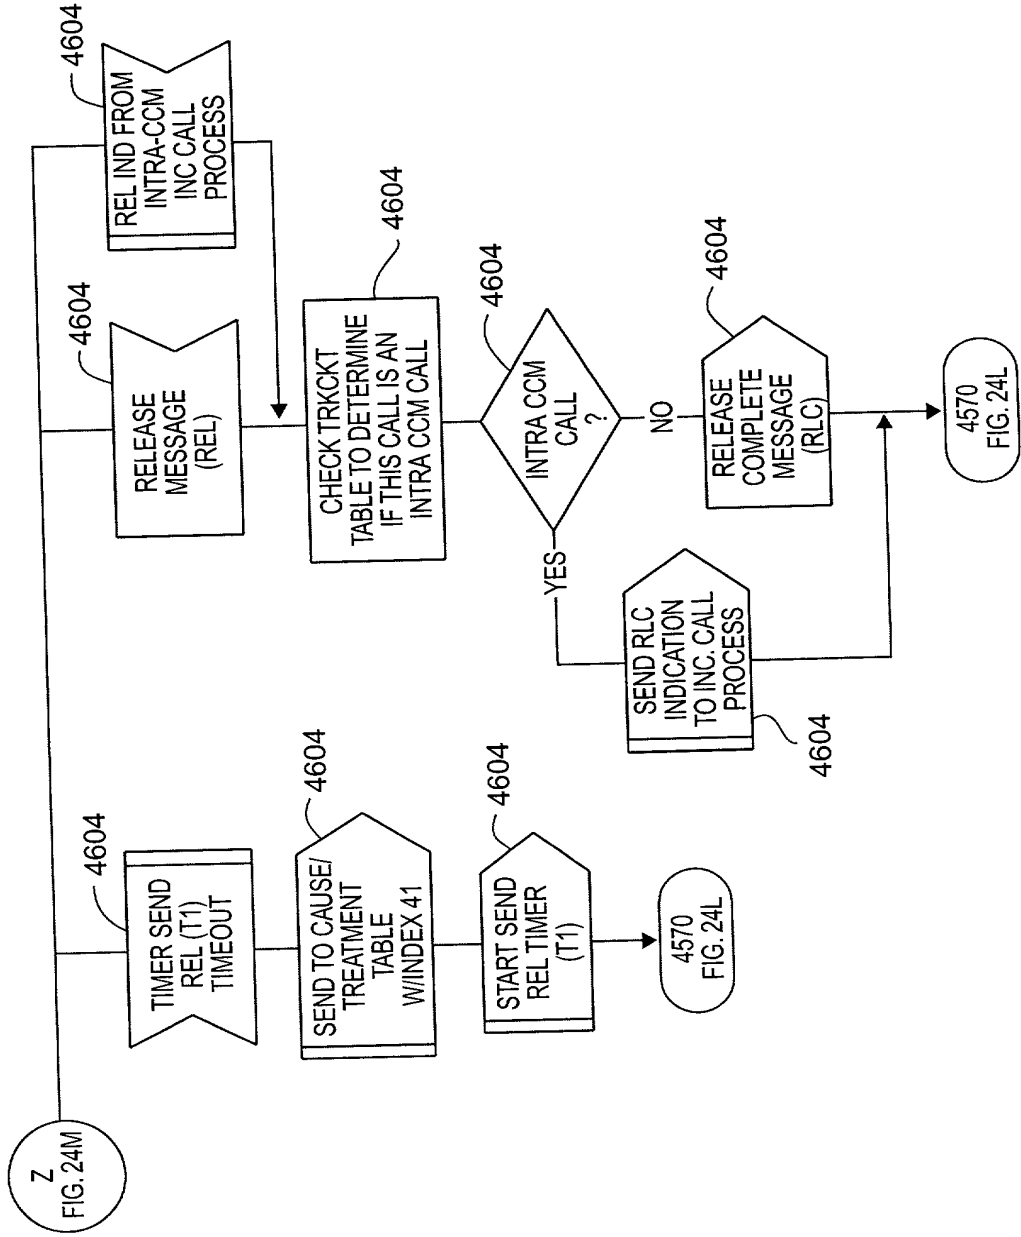 Z
FIG. 24M
4604
TIMER SEND
REL (T1)
TIMEOUT
4604
SEND TO CAUSE/
TREATMENT
TABLE
W/INDEX 41
4604
START SEND
REL TIMER
(T1)
4570
FIG. 24L
4604
RELEASE
MESSAGE
(REL)
4604
REL IND FROM
INTRA-CCM
INC CALL
PROCESS
4604
CHECK TRKCKT
TABLE TO DETERMINE
IF THIS CALL IS AN
INTRA CCM CALL
4604
INTRA CCM
CALL
?
YES
NO
SEND RLC
INDICATION
TO INC. CALL
PROCESS
4604
4604
RELEASE
COMPLETE
MESSAGE
(RLC)
4570
FIG. 24L